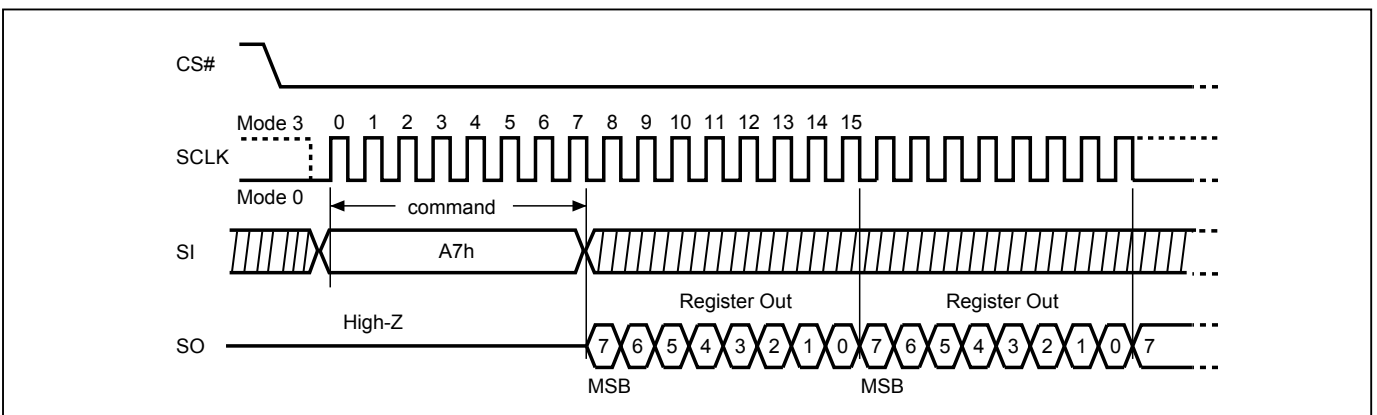 CS#
Mode 3 0 1 2 3 4 5 6 7 8 9 10 11 12 13 14 15
SCLK
Mode 0
command
SI A7h
Register Out Register Out
High-Z
SO 7 6 5 4 3 2 1 0 7 6 5 4 3 2 1 0 7
MSB MSB